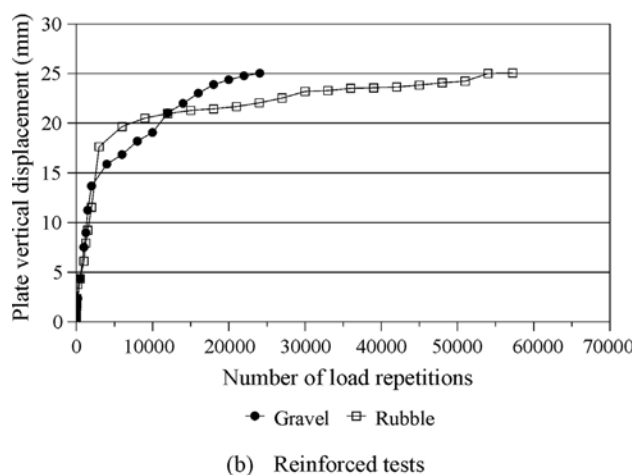 Plate vertical displacement (mm)
30
25
20
15
10
5
0
0 10000 20000 30000 40000 50000 60000 70000
Number of load repetitions
Gravel Rubble
(b) Reinforced tests